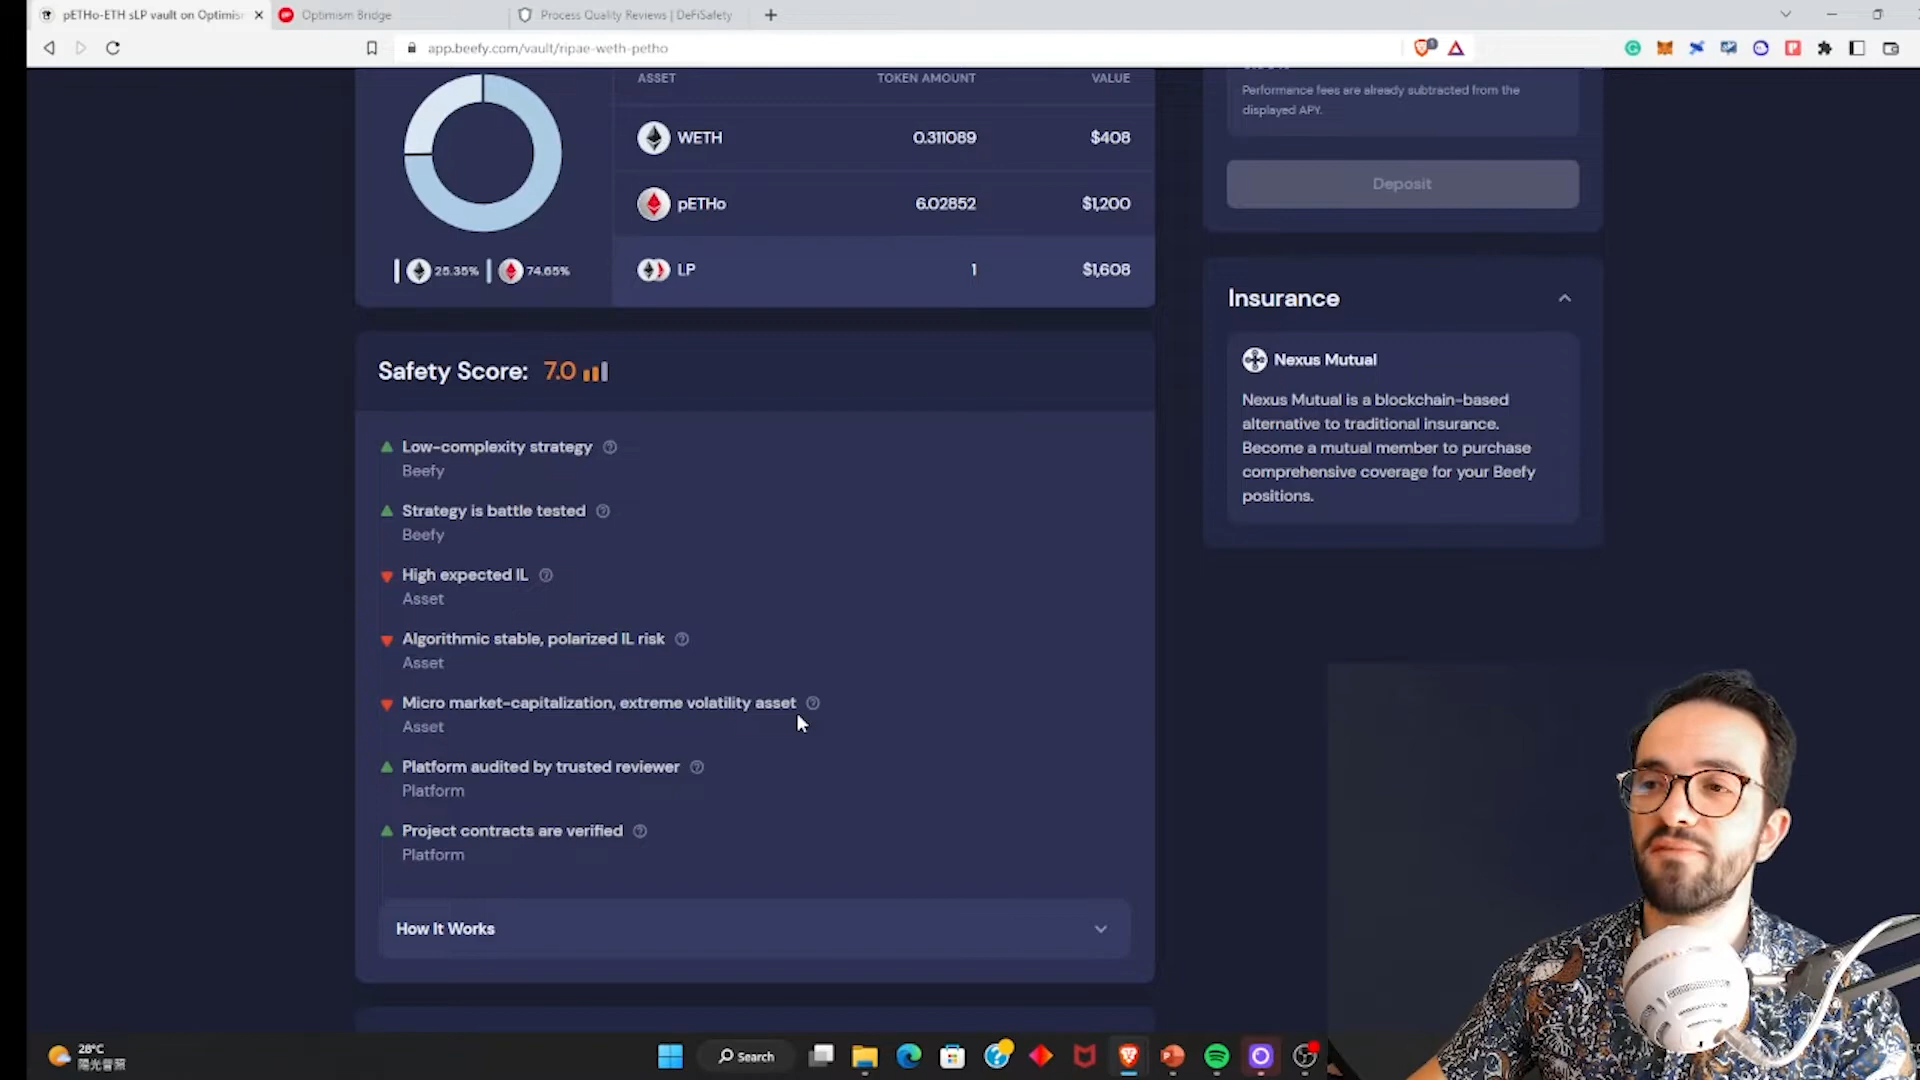 pETHo-ETH sLP vault on Optimis
Optimism Bridge
Process Quality Reviews | DeFiSafety
app.beefy.com/vault/ripae-weth-petho
ASSET TOKEN AMOUNT VALUE
WETH 0.311089 $408
pETHo 6.02852 $1,200
25.35% 74.65%
LP 1 $1,608
Performance fees are already subtracted from the
displayed APY.
Deposit
Safety Score: 7.0
Low-complexity strategy
Beefy
Strategy is battle tested
Beefy
High expected IL
Asset
Algorithmic stable, polarized IL risk
Asset
Micro market-capitalization, extreme volatility asset
Asset
Platform audited by trusted reviewer
Platform
Project contracts are verified
Platform
How It Works
Insurance
Nexus Mutual
Nexus Mutual is a blockchain-based
alternative to traditional insurance.
Become a mutual member to purchase
comprehensive coverage for your Beefy
positions.
28°C
Search